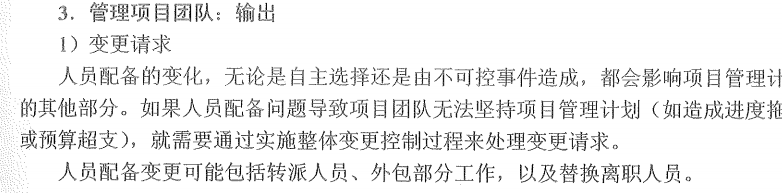 3．管理项目团队：输出
1）变更请求
人员配备的变化，无论是自主选择还是由不可控事件造成，都会影响项目管理计
的其他部分。如果人员配备问题导致项目团队无法坚持项目管理计划（如造成进度拖
或预算超支），就需要通过实施整体变更控制过程来处理变更请求。
人员配备变更可能包括转派人员、外包部分工作，以及替换离职人员。